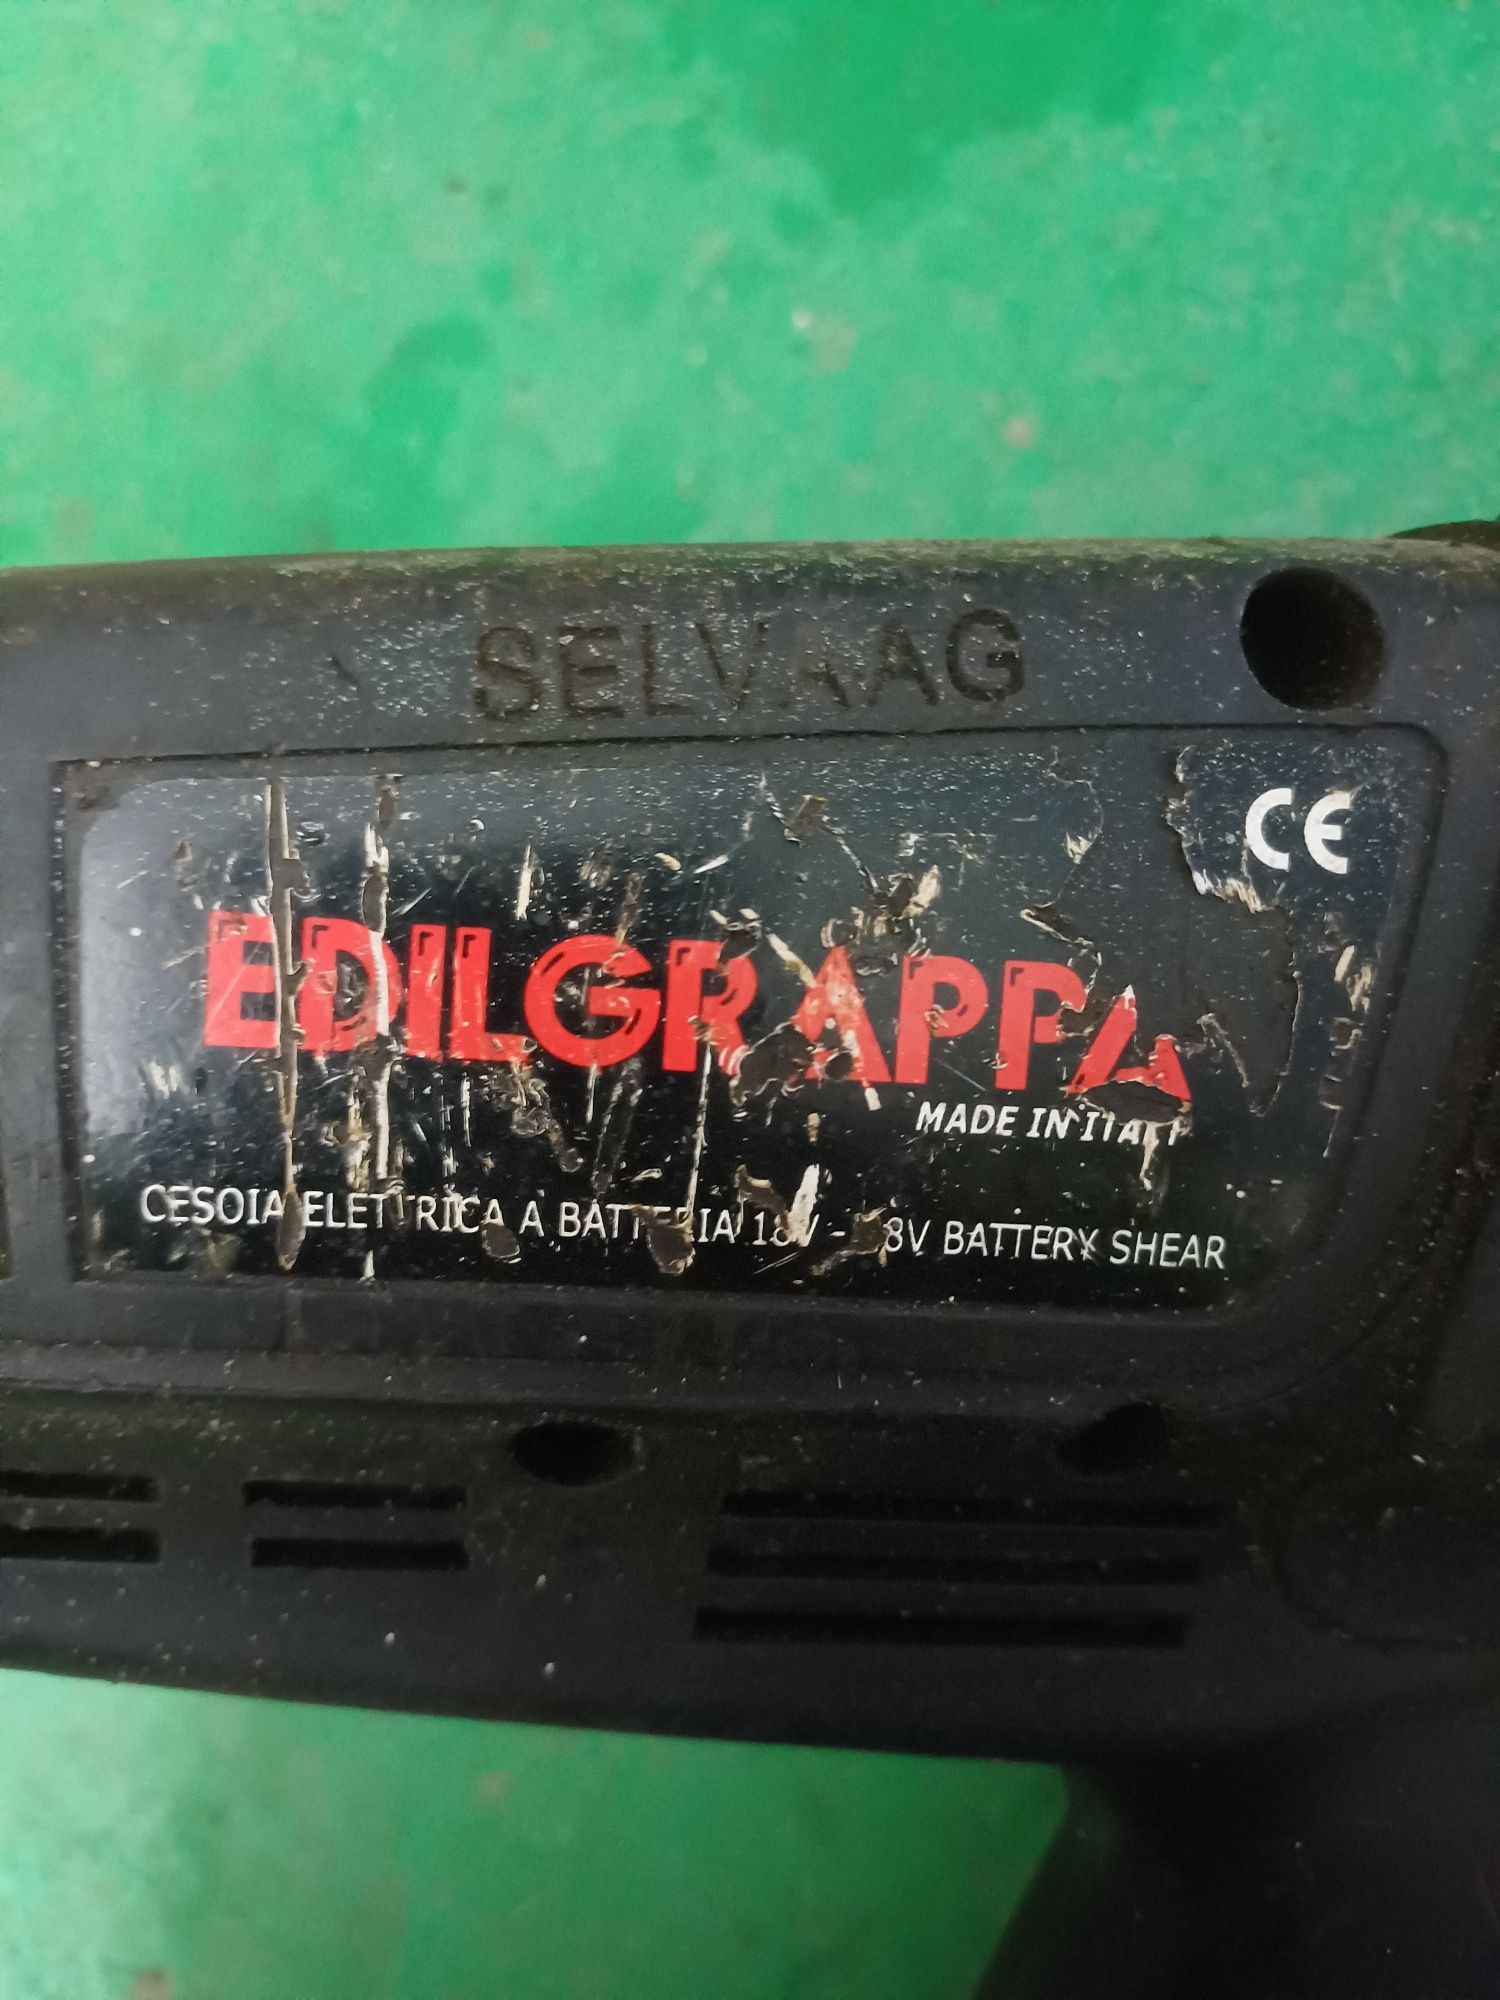 SELVAAG
CE
EDILGRAPPA
MADE IN ITALY
CESOIA ELETTRICA A BATTERIA 18V - 18V BATTERY SHEAR